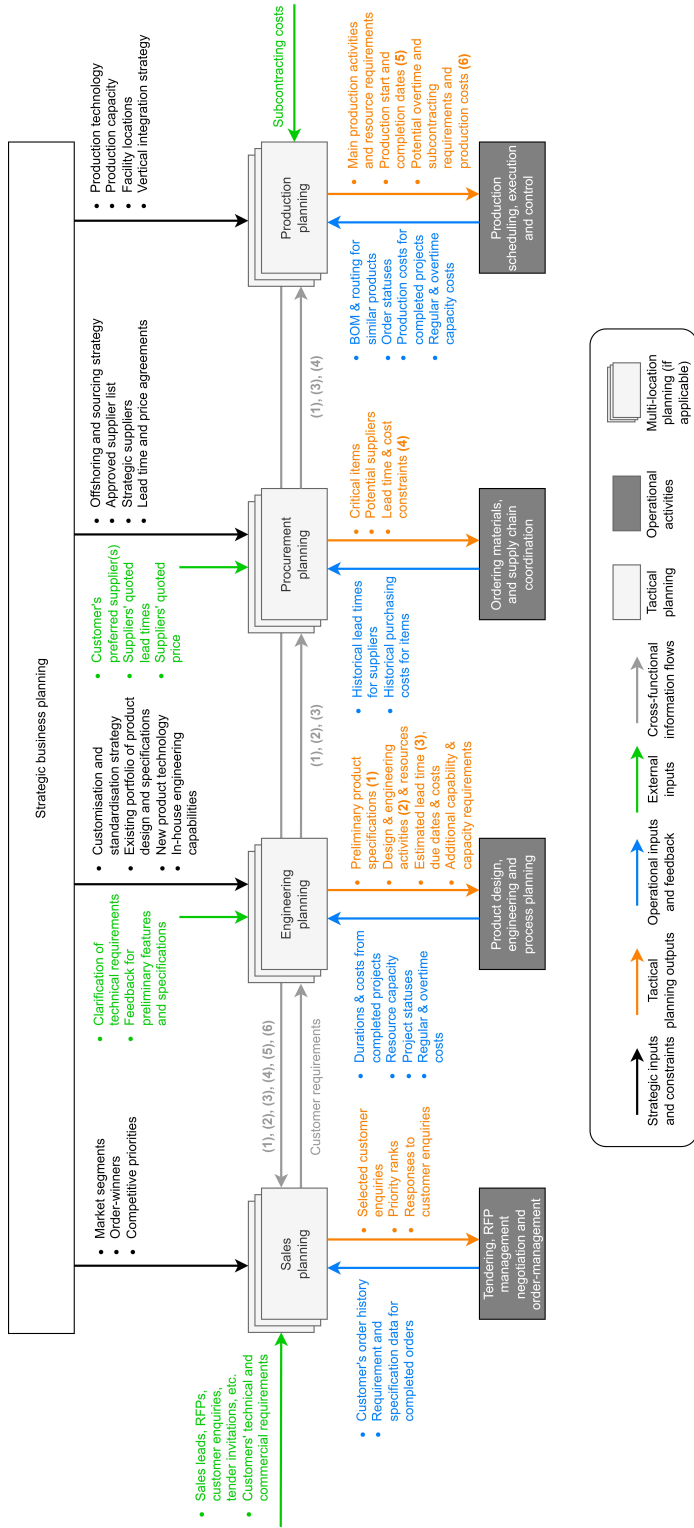 Strategic business planning
• Market segments
• Order-winners
• Competitive priorities
• Clarification of
technical requirements
• Feedback for
preliminary features
and specifications
• Customisation and
standardisation strategy
• Existing portfolio of product
design and specifications
• New product technology
• In-house engineering
capabilities
• Customer's
preferred supplier(s)
• Suppliers' quoted
lead times
• Suppliers' quoted
price
• Offshoring and sourcing strategy
• Approved supplier list
• Strategic suppliers
• Lead time and price agreements
• Production technology
• Production capacity
• Facility locations
• Vertical integration strategy
• Sales leads, RFPs,
customer enquiries,
tender invitations, etc.
• Customers' technical and
commercial requirements
Sales
planning
(1), (2), (3), (4), (5), (6)
Customer requirements
Engineering
planning
(1), (2), (3)
Procurement
planning
(1), (3), (4)
Production
planning
Subcontracting costs
• Customer's order history
• Requirement and
specification data for
completed orders
• Selected customer
enquiries
• Priority ranks
• Responses to
customer enquiries
• Durations & costs from
completed projects
• Resource capacity
• Project statuses
• Regular & overtime
costs
• Preliminary product
specifications (1)
• Design & engineering
activities (2) & resources
• Estimated lead time (3),
due dates & costs
• Additional capability &
capacity requirements
• Historical lead times
for suppliers
• Historical purchasing
costs for items
• Critical items
• Potential suppliers
• Lead time & cost
constraints (4)
• BOM & routing for
similar products
• Order statuses
• Production costs for
completed projects
• Regular & overtime
capacity costs
• Main production activities
and resource requirements
• Production start and
completion dates (5)
• Potential overtime and
subcontracting
requirements and
production costs (6)
Tendering, RFP
management
negotiation and
order-management
Product design,
engineering and
process planning
Ordering materials,
and supply chain
coordination
Production
scheduling, execution
and control
Strategic inputs
and constraints
Tactical
planning outputs
Operational inputs
and feedback
External
inputs
Cross-functional
information flows
Tactical
planning
Operational
activities
Multi-location
planning (if
applicable)